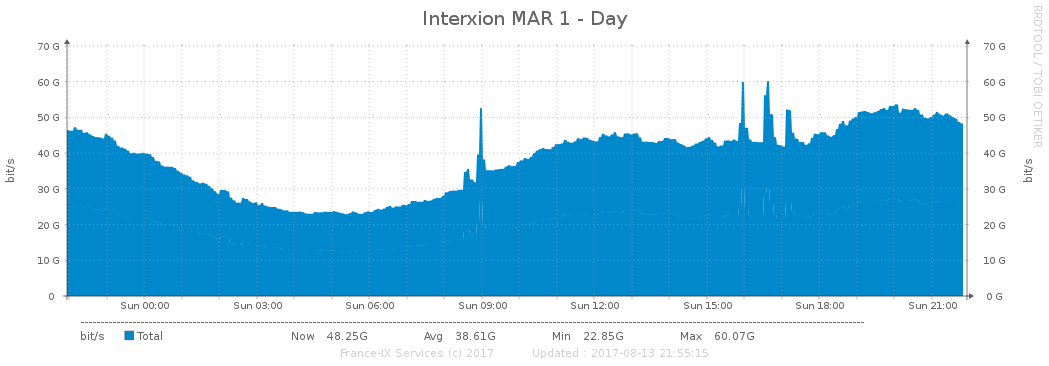 Interxion MAR 1 - Day
RRDTOOL / TOBI OETIKER
70 G 70 G
60 G 60 G
50 G 50 G
40 G 40 G
30 G 30 G
20 G 20 G
10 G 10 G
0 0 G
bit/s
bit/s
Sun 00:00 Sun 03:00 Sun 06:00 Sun 09:00 Sun 12:00 Sun 15:00 Sun 18:00 Sun 21:00
bit/s Total Now 48.25G Avg 38.61G Min 22.85G Max 60.07G
France-IX Services (c) 2017 Updated : 2017-08-13 21:55:15